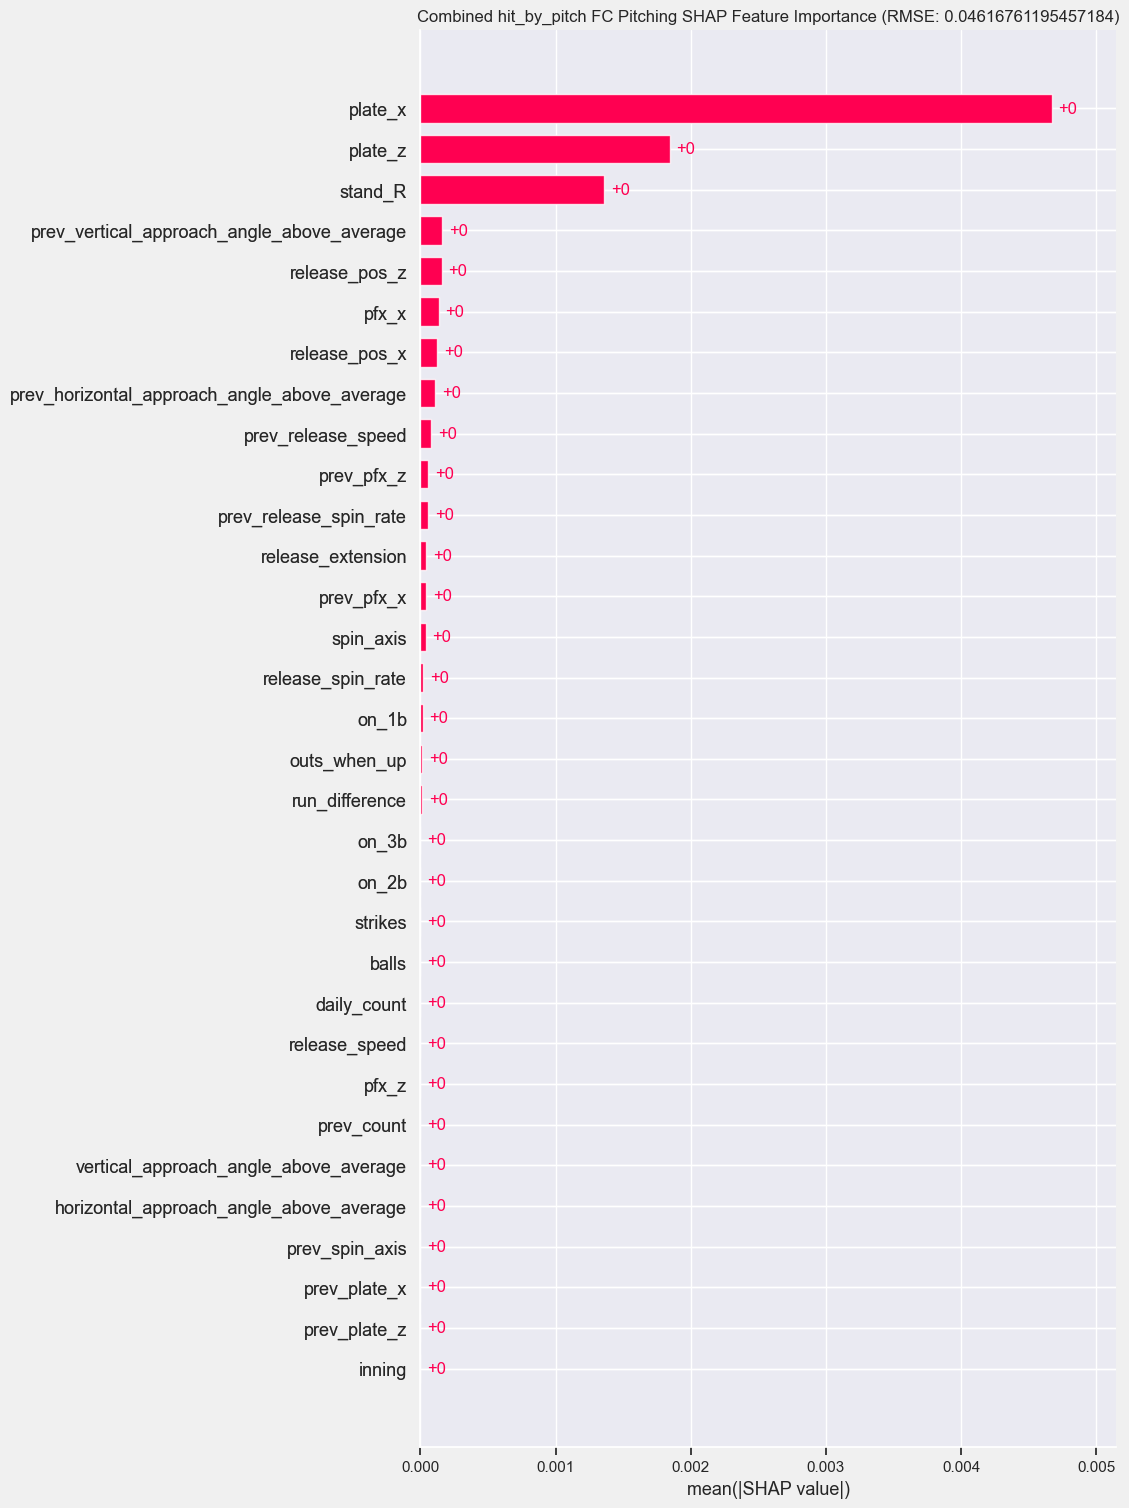 Combined hit_by_pitch FC Pitching SHAP Feature Importance (RMSE: 0.04616761195457184)
plate_x +0
plate_z +0
stand_R +0
prev_vertical_approach_angle_above_average +0
release_pos_z +0
pfx_x +0
release_pos_x +0
prev_horizontal_approach_angle_above_average +0
prev_release_speed +0
prev_pfx_z +0
prev_release_spin_rate +0
release_extension +0
prev_pfx_x +0
spin_axis +0
release_spin_rate +0
on_1b +0
outs_when_up +0
run_difference +0
on_3b +0
on_2b +0
strikes +0
balls +0
daily_count +0
release_speed +0
pfx_z +0
prev_count +0
vertical_approach_angle_above_average +0
horizontal_approach_angle_above_average +0
prev_spin_axis +0
prev_plate_x +0
prev_plate_z +0
inning +0
0.000 0.001 0.002 0.003 0.004 0.005
mean(|SHAP value|)